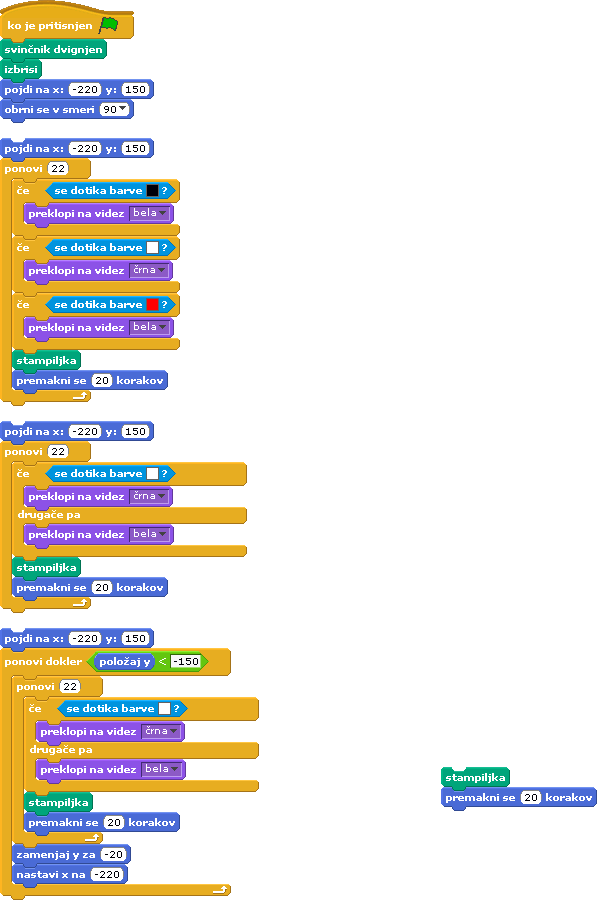 ko je pritisnjen
svinčnik dvignjen
izbrisi
pojdi na x: -220 y: 150
obrni se v smeri 90
pojdi na x: -220 y: 150
ponovi 22
če se dotika barve ?
preklopi na videz bela
če se dotika barve ?
preklopi na videz črna
če se dotika barve ?
preklopi na videz bela
stampiljka
premakni se 20 korakov
pojdi na x: -220 y: 150
ponovi 22
če se dotika barve ?
preklopi na videz črna
drugače pa
preklopi na videz bela
stampiljka
premakni se 20 korakov
pojdi na x: -220 y: 150
ponovi dokler položaj y < -150
ponovi 22
če se dotika barve ?
preklopi na videz črna
drugače pa
preklopi na videz bela
stampiljka
premakni se 20 korakov
zamenjaj y za -20
nastavi x na -220
stampiljka
premakni se 20 korakov